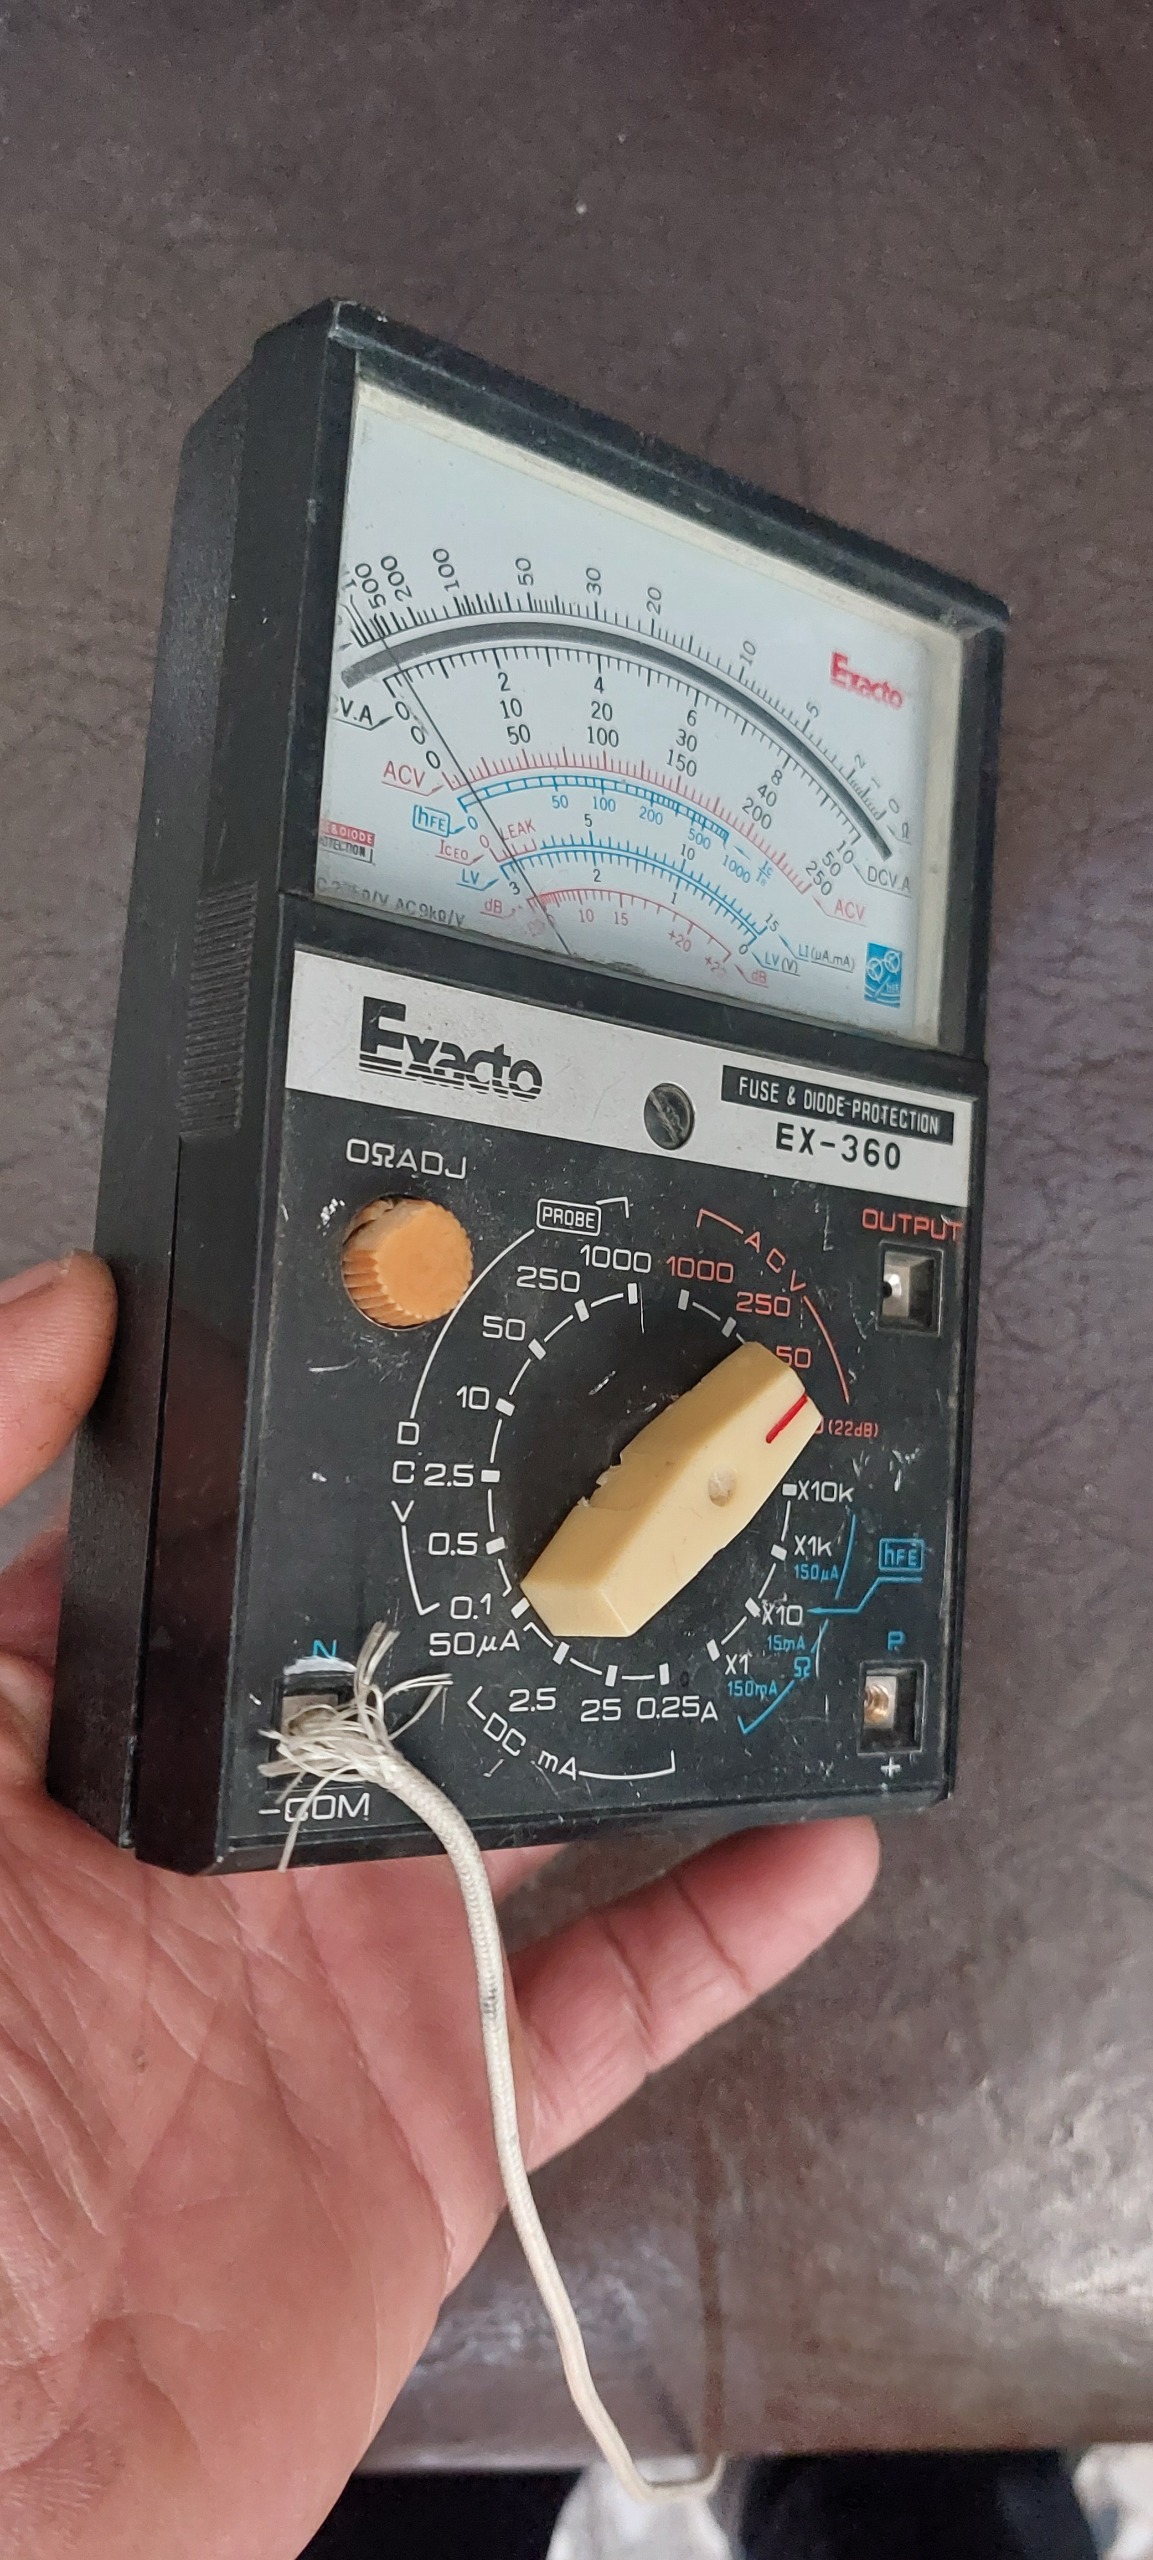 500
200
100
50
30
20
10
5
2
1
0
Ω
Exacto
V.A
0
2
4
6
8
10
DCV.A
0
10
20
30
40
50
0
50
100
150
200
250
ACV
ACV
hFE
0
50
100
200
500
1000
Ic
ICEO
0
LEAK
5
10
15
LI(μA,mA)
LV
3
2
1
0
LV(V)
dB
10
15
+20
dB
& DIODE
AC9kΩ/V
Exacto
FUSE & DIODE-PROTECTION
EX-360
0ΩADJ
PROBE
ACV
OUTPUT
1000
1000
250
250
50
50
10
(22dB)
DCV
2.5
X10k
0.5
X1k
150μA
hFE
0.1
X10
50μA
15mA
Ω
N
X1
150mA
P
2.5
25
0.25A
DC mA
-COM
+